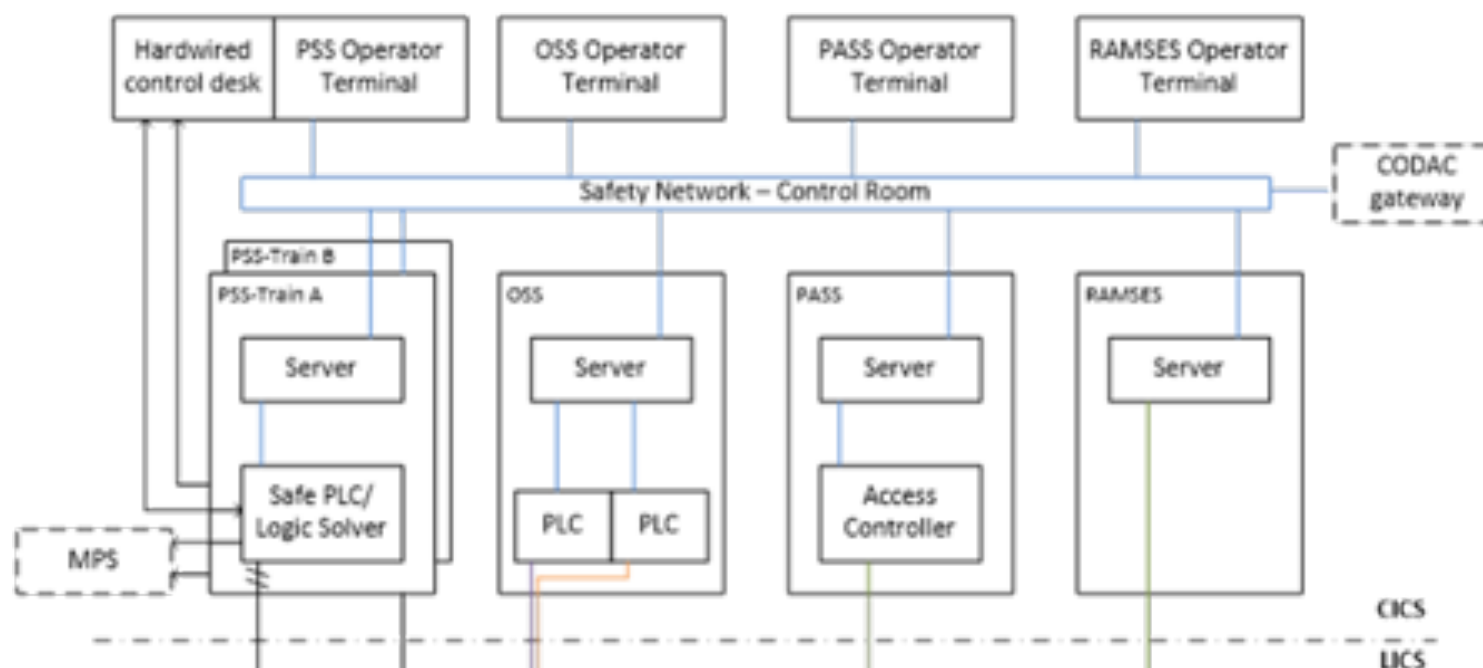 Hardwired
control desk
PSS Operator
Terminal
OSS Operator
Terminal
PASS Operator
Terminal
RAMSES Operator
Terminal
CODAC
gateway
Safety Network – Control Room
PSS-Train B
PSS-Train A
OSS
PASS
RAMSES
Server
Server
Server
Server
Safe PLC/
Logic Solver
PLC
PLC
Access
Controller
MPS
CICS
LICS